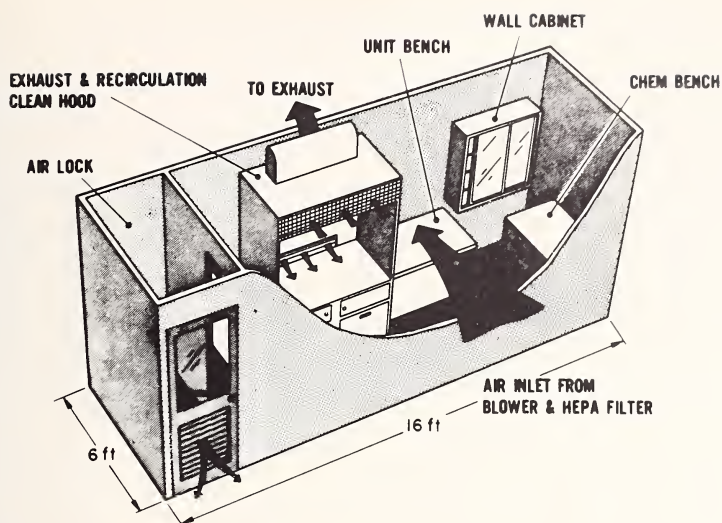 WALL CABINET
UNIT BENCH
EXHAUST & RECIRCULATION
CLEAN HOOD
TO EXHAUST
CHEM BENCH
AIR LOCK
AIR INLET FROM
BLOWER & HEPA FILTER
16 ft
6 ft